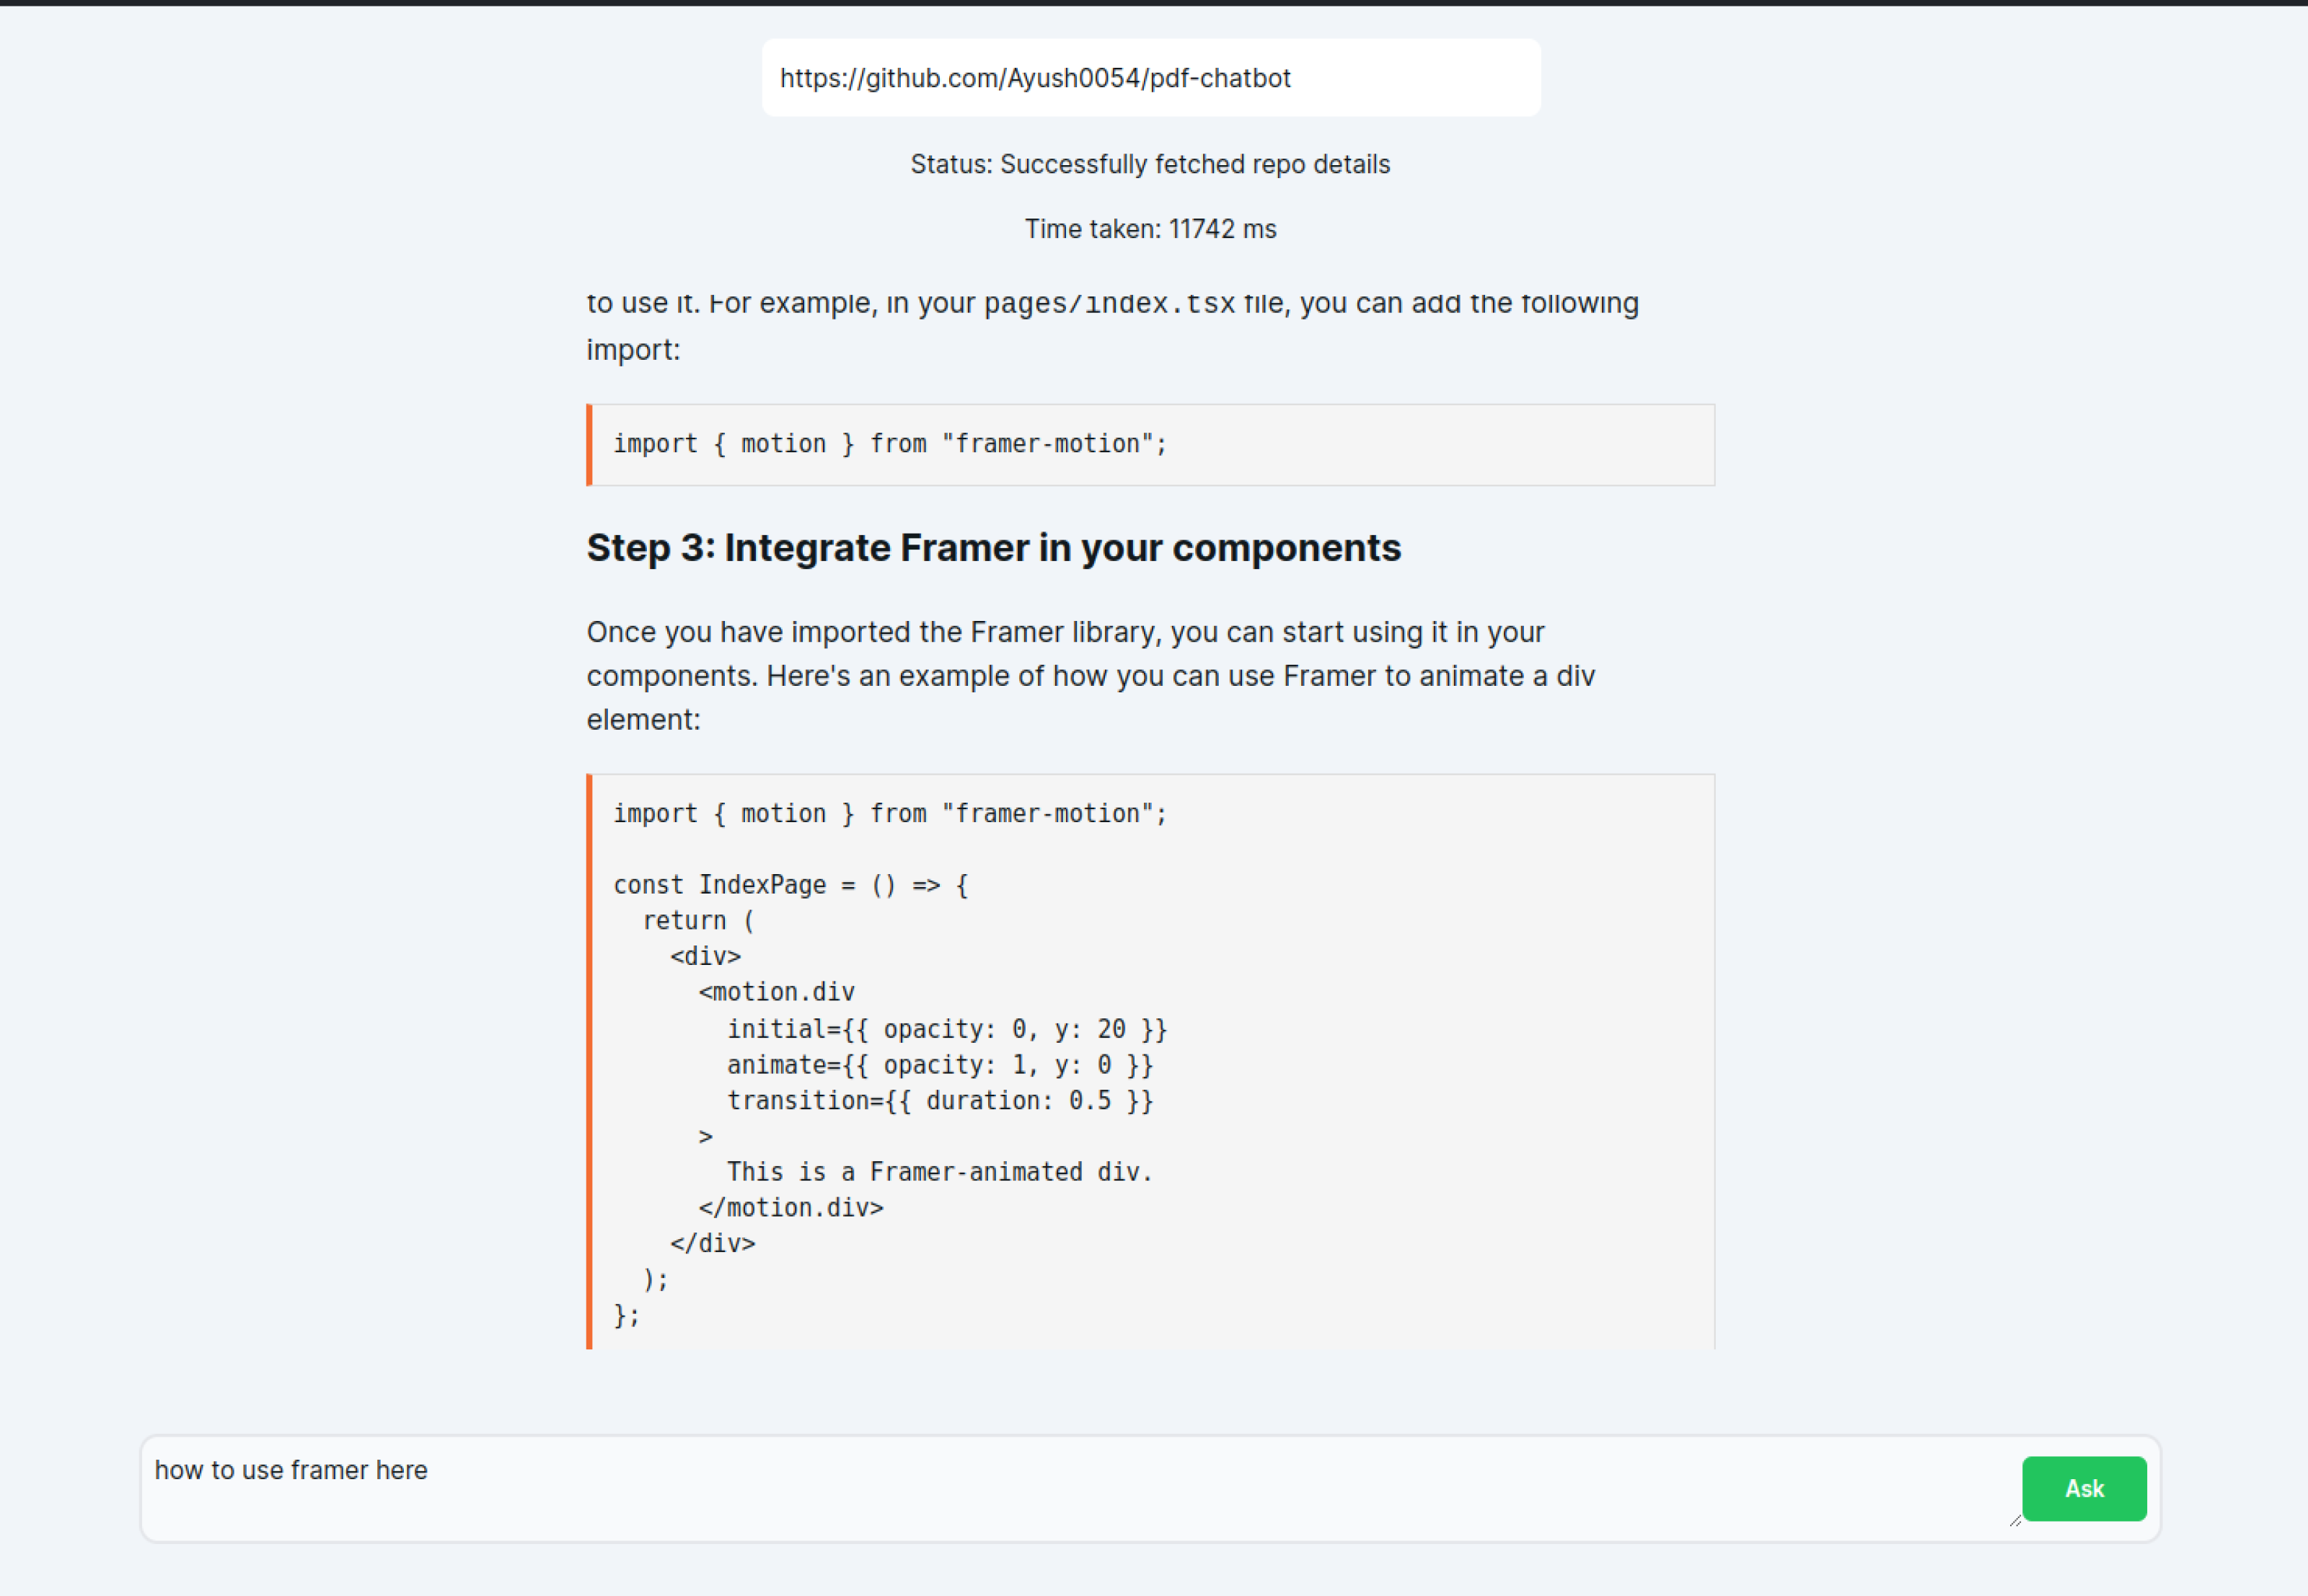 https://github.com/Ayush0054/pdf-chatbot
Status: Successfully fetched repo details
Time taken: 11742 ms
to use it. For example, in your pages/index.tsx file, you can add the following
import:
import { motion } from "framer-motion";
Step 3: Integrate Framer in your components
Once you have imported the Framer library, you can start using it in your
components. Here's an example of how you can use Framer to animate a div
element:
import { motion } from "framer-motion";
const IndexPage = () => {
  return (
    <div>
      <motion.div
        initial={{ opacity: 0, y: 20 }}
        animate={{ opacity: 1, y: 0 }}
        transition={{ duration: 0.5 }}
      >
        This is a Framer-animated div.
      </motion.div>
    </div>
  );
};
how to use framer here
Ask